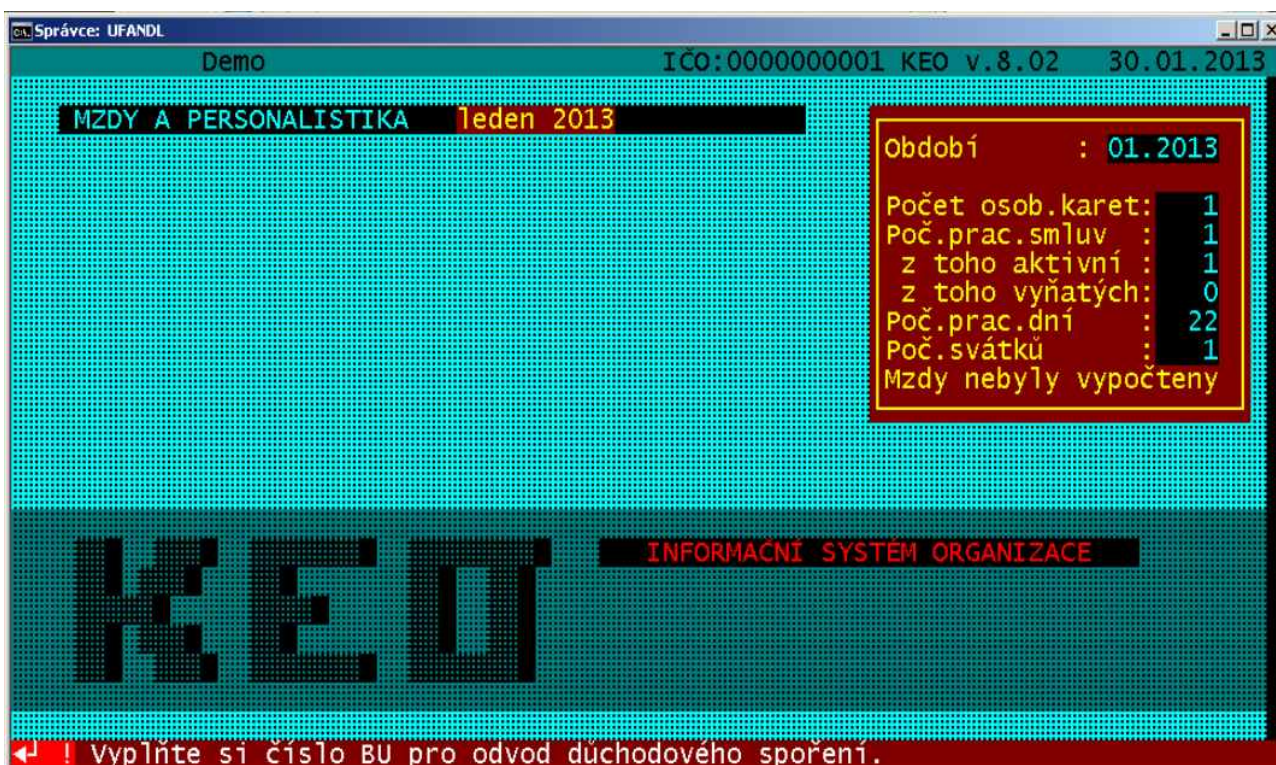 Správce: UFANDL
Demo IČO:0000000001 KEO v.8.02 30.01.2013
MZDY A PERSONALISTIKA leden 2013
Období : 01.2013
Počet osob.karet: 1
Poč.prac.smluv : 1
z toho aktivní : 1
z toho vyňatých: 0
Poč.prac.dní : 22
Poč.svátků : 1
Mzdy nebyly vypočteny
KEO
INFORMAČNÍ SYSTÉM ORGANIZACE
! Vyplňte si číslo BU pro odvod důchodového spoření.